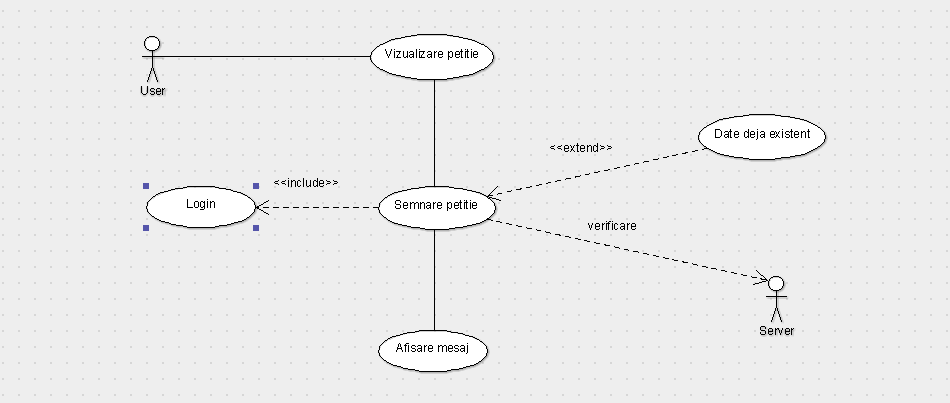 Vizualizare petitie
User
Date deja existent
<<extend>>
<<include>>
Login
Semnare petitie
verificare
Server
Afisare mesaj